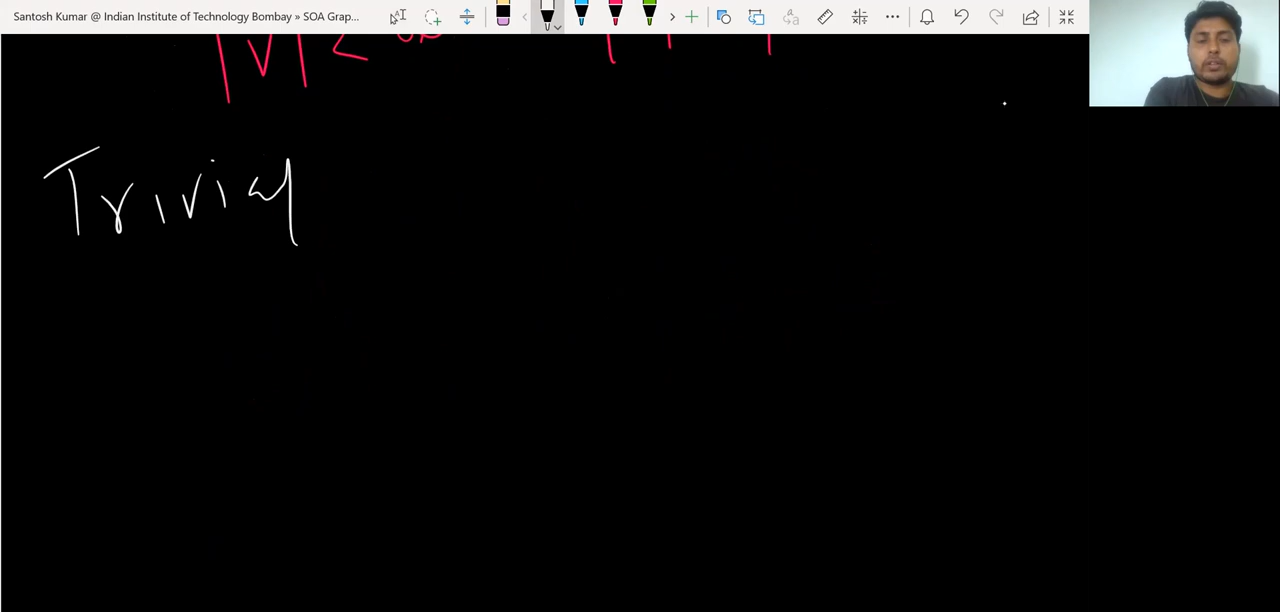 Santosh Kumar @ Indian Institute of Technology Bombay » SOA Grap...
|V| <
Trivial